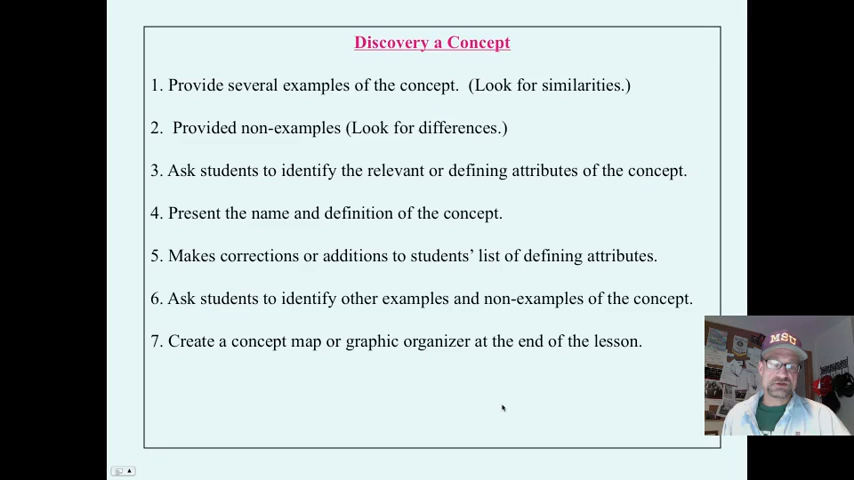 Discovery a Concept
1. Provide several examples of the concept.  (Look for similarities.)
2.  Provided non-examples (Look for differences.)
3. Ask students to identify the relevant or defining attributes of the concept.
4. Present the name and definition of the concept.
5. Makes corrections or additions to students’ list of defining attributes.
6. Ask students to identify other examples and non-examples of the concept.
7. Create a concept map or graphic organizer at the end of the lesson.
MSU